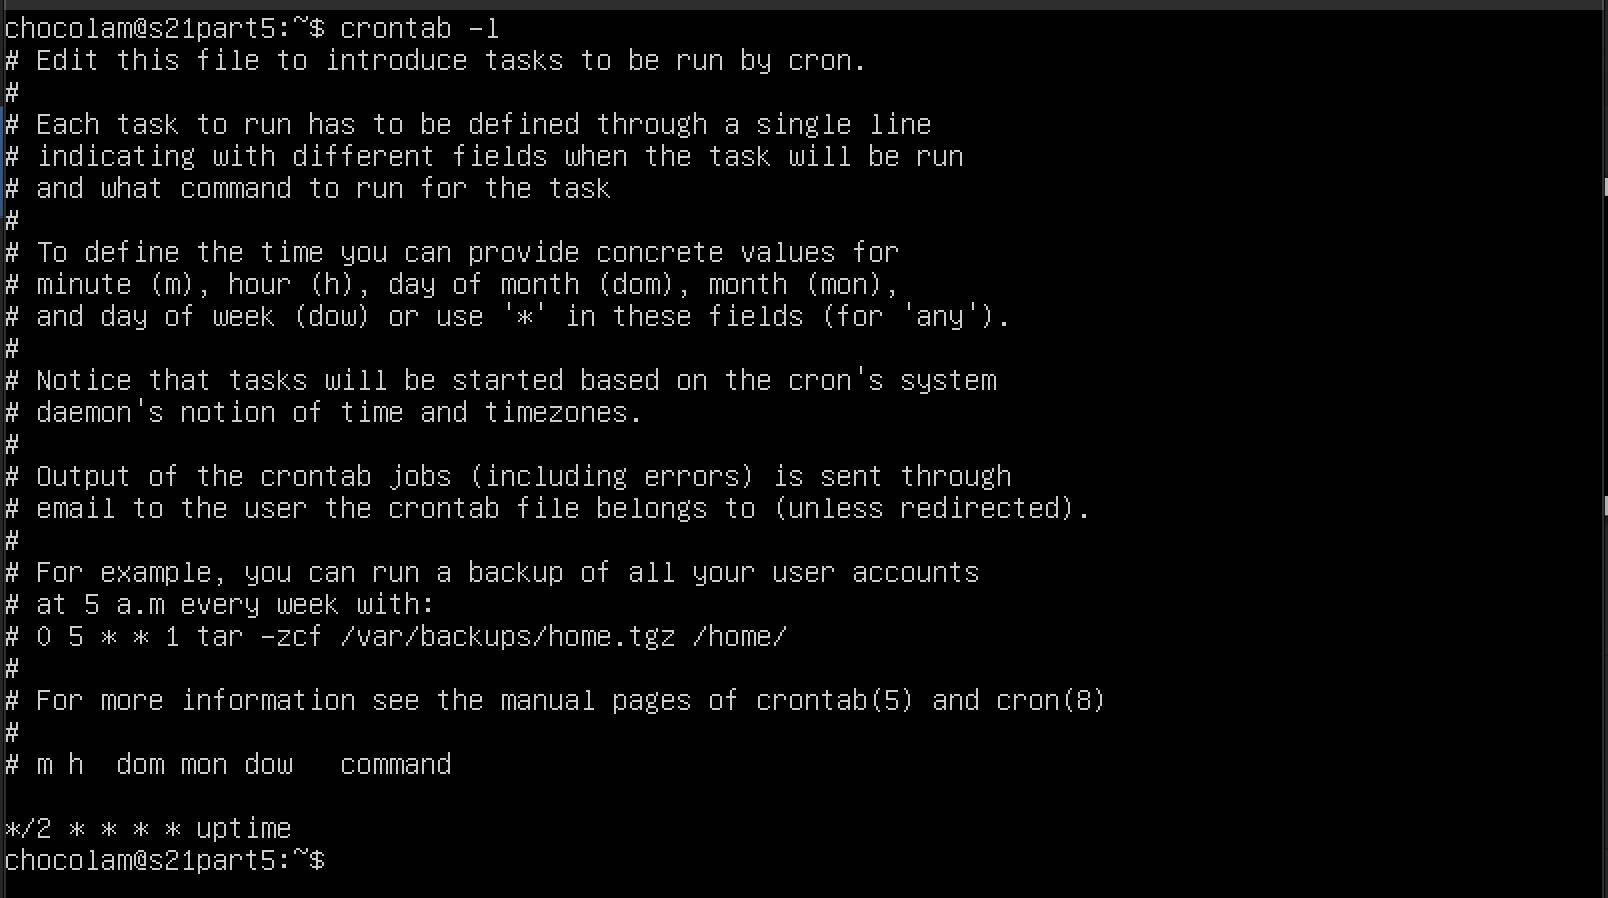 chocolam@s21part5:~$ crontab -l
# Edit this file to introduce tasks to be run by cron.
#
# Each task to run has to be defined through a single line
# indicating with different fields when the task will be run
# and what command to run for the task
#
# To define the time you can provide concrete values for
# minute (m), hour (h), day of month (dom), month (mon),
# and day of week (dow) or use '*' in these fields (for 'any').
#
# Notice that tasks will be started based on the cron's system
# daemon's notion of time and timezones.
#
# Output of the crontab jobs (including errors) is sent through
# email to the user the crontab file belongs to (unless redirected).
#
# For example, you can run a backup of all your user accounts
# at 5 a.m every week with:
# 0 5 * * 1 tar -zcf /var/backups/home.tgz /home/
#
# For more information see the manual pages of crontab(5) and cron(8)
#
# m h  dom mon dow   command

*/2 * * * * uptime
chocolam@s21part5:~$